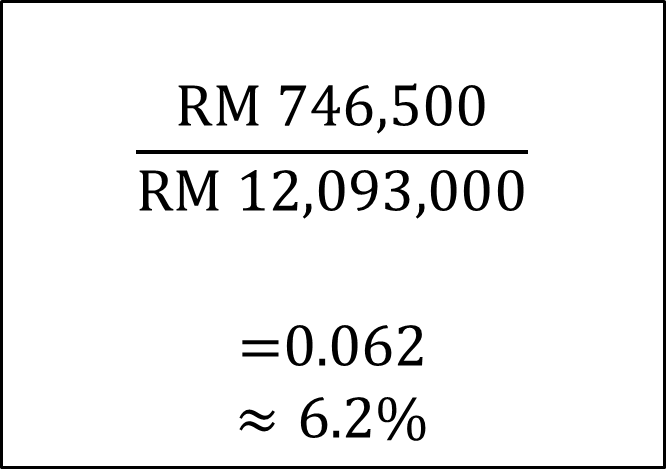 RM 746,500
RM 12,093,000
=0.062
≈ 6.2%